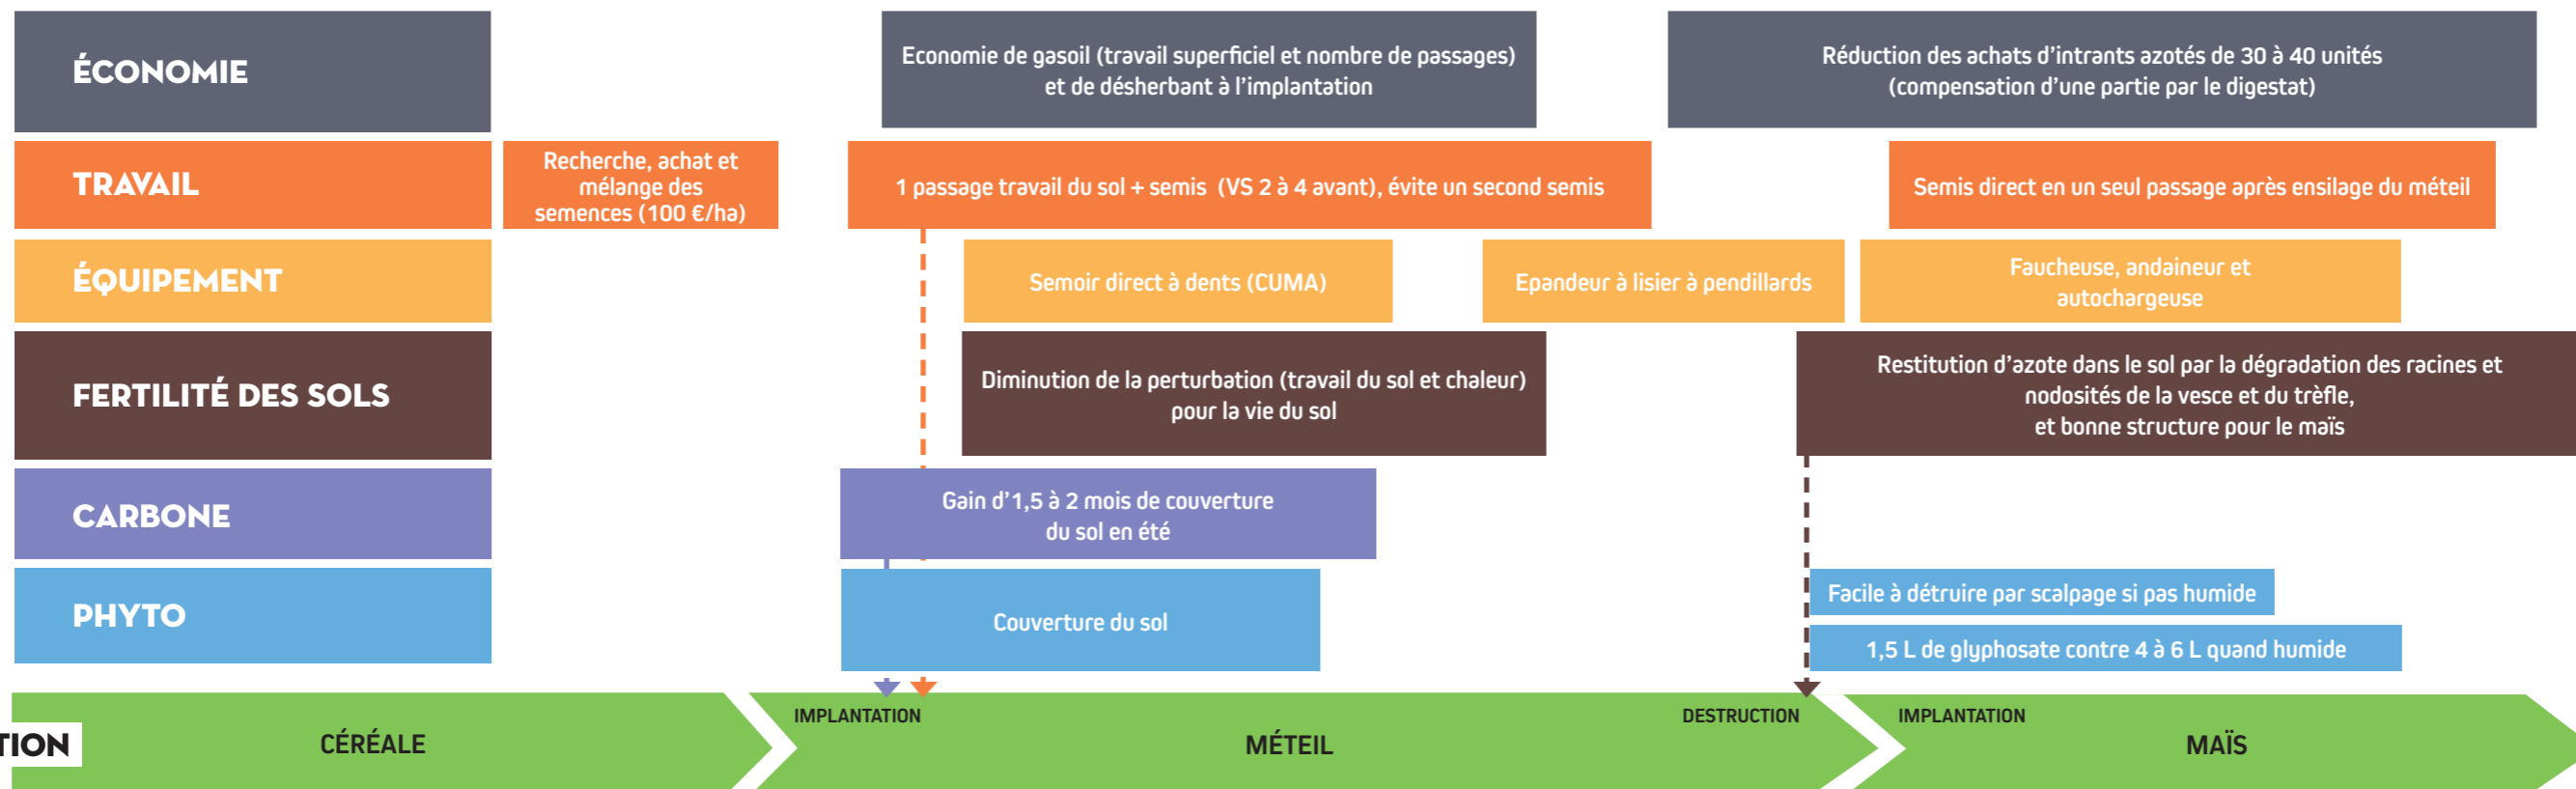 ÉCONOMIE
Economie de gasoil (travail superficiel et nombre de passages)
et de désherbant à l'implantation
Réduction des achats d'intrants azotés de 30 à 40 unités
(compensation d'une partie par le digestat)
TRAVAIL
Recherche, achat et
mélange des
semences (100 €/ha)
1 passage travail du sol + semis (VS 2 à 4 avant), évite un second semis
Semis direct en un seul passage après ensilage du méteil
ÉQUIPEMENT
Semoir direct à dents (CUMA)
Epandeur à lisier à pendillards
Faucheuse, andaineur et
autochargeuse
FERTILITÉ DES SOLS
Diminution de la perturbation (travail du sol et chaleur)
pour la vie du sol
Restitution d'azote dans le sol par la dégradation des racines et
nodosités de la vesce et du trèfle,
et bonne structure pour le maïs
CARBONE
Gain d'1,5 à 2 mois de couverture
du sol en été
PHYTO
Couverture du sol
Facile à détruire par scalpage si pas humide
1,5 L de glyphosate contre 4 à 6 L quand humide
IMPLANTATION
DESTRUCTION
IMPLANTATION
TION
CÉRÉALE
MÉTEIL
MAÏS